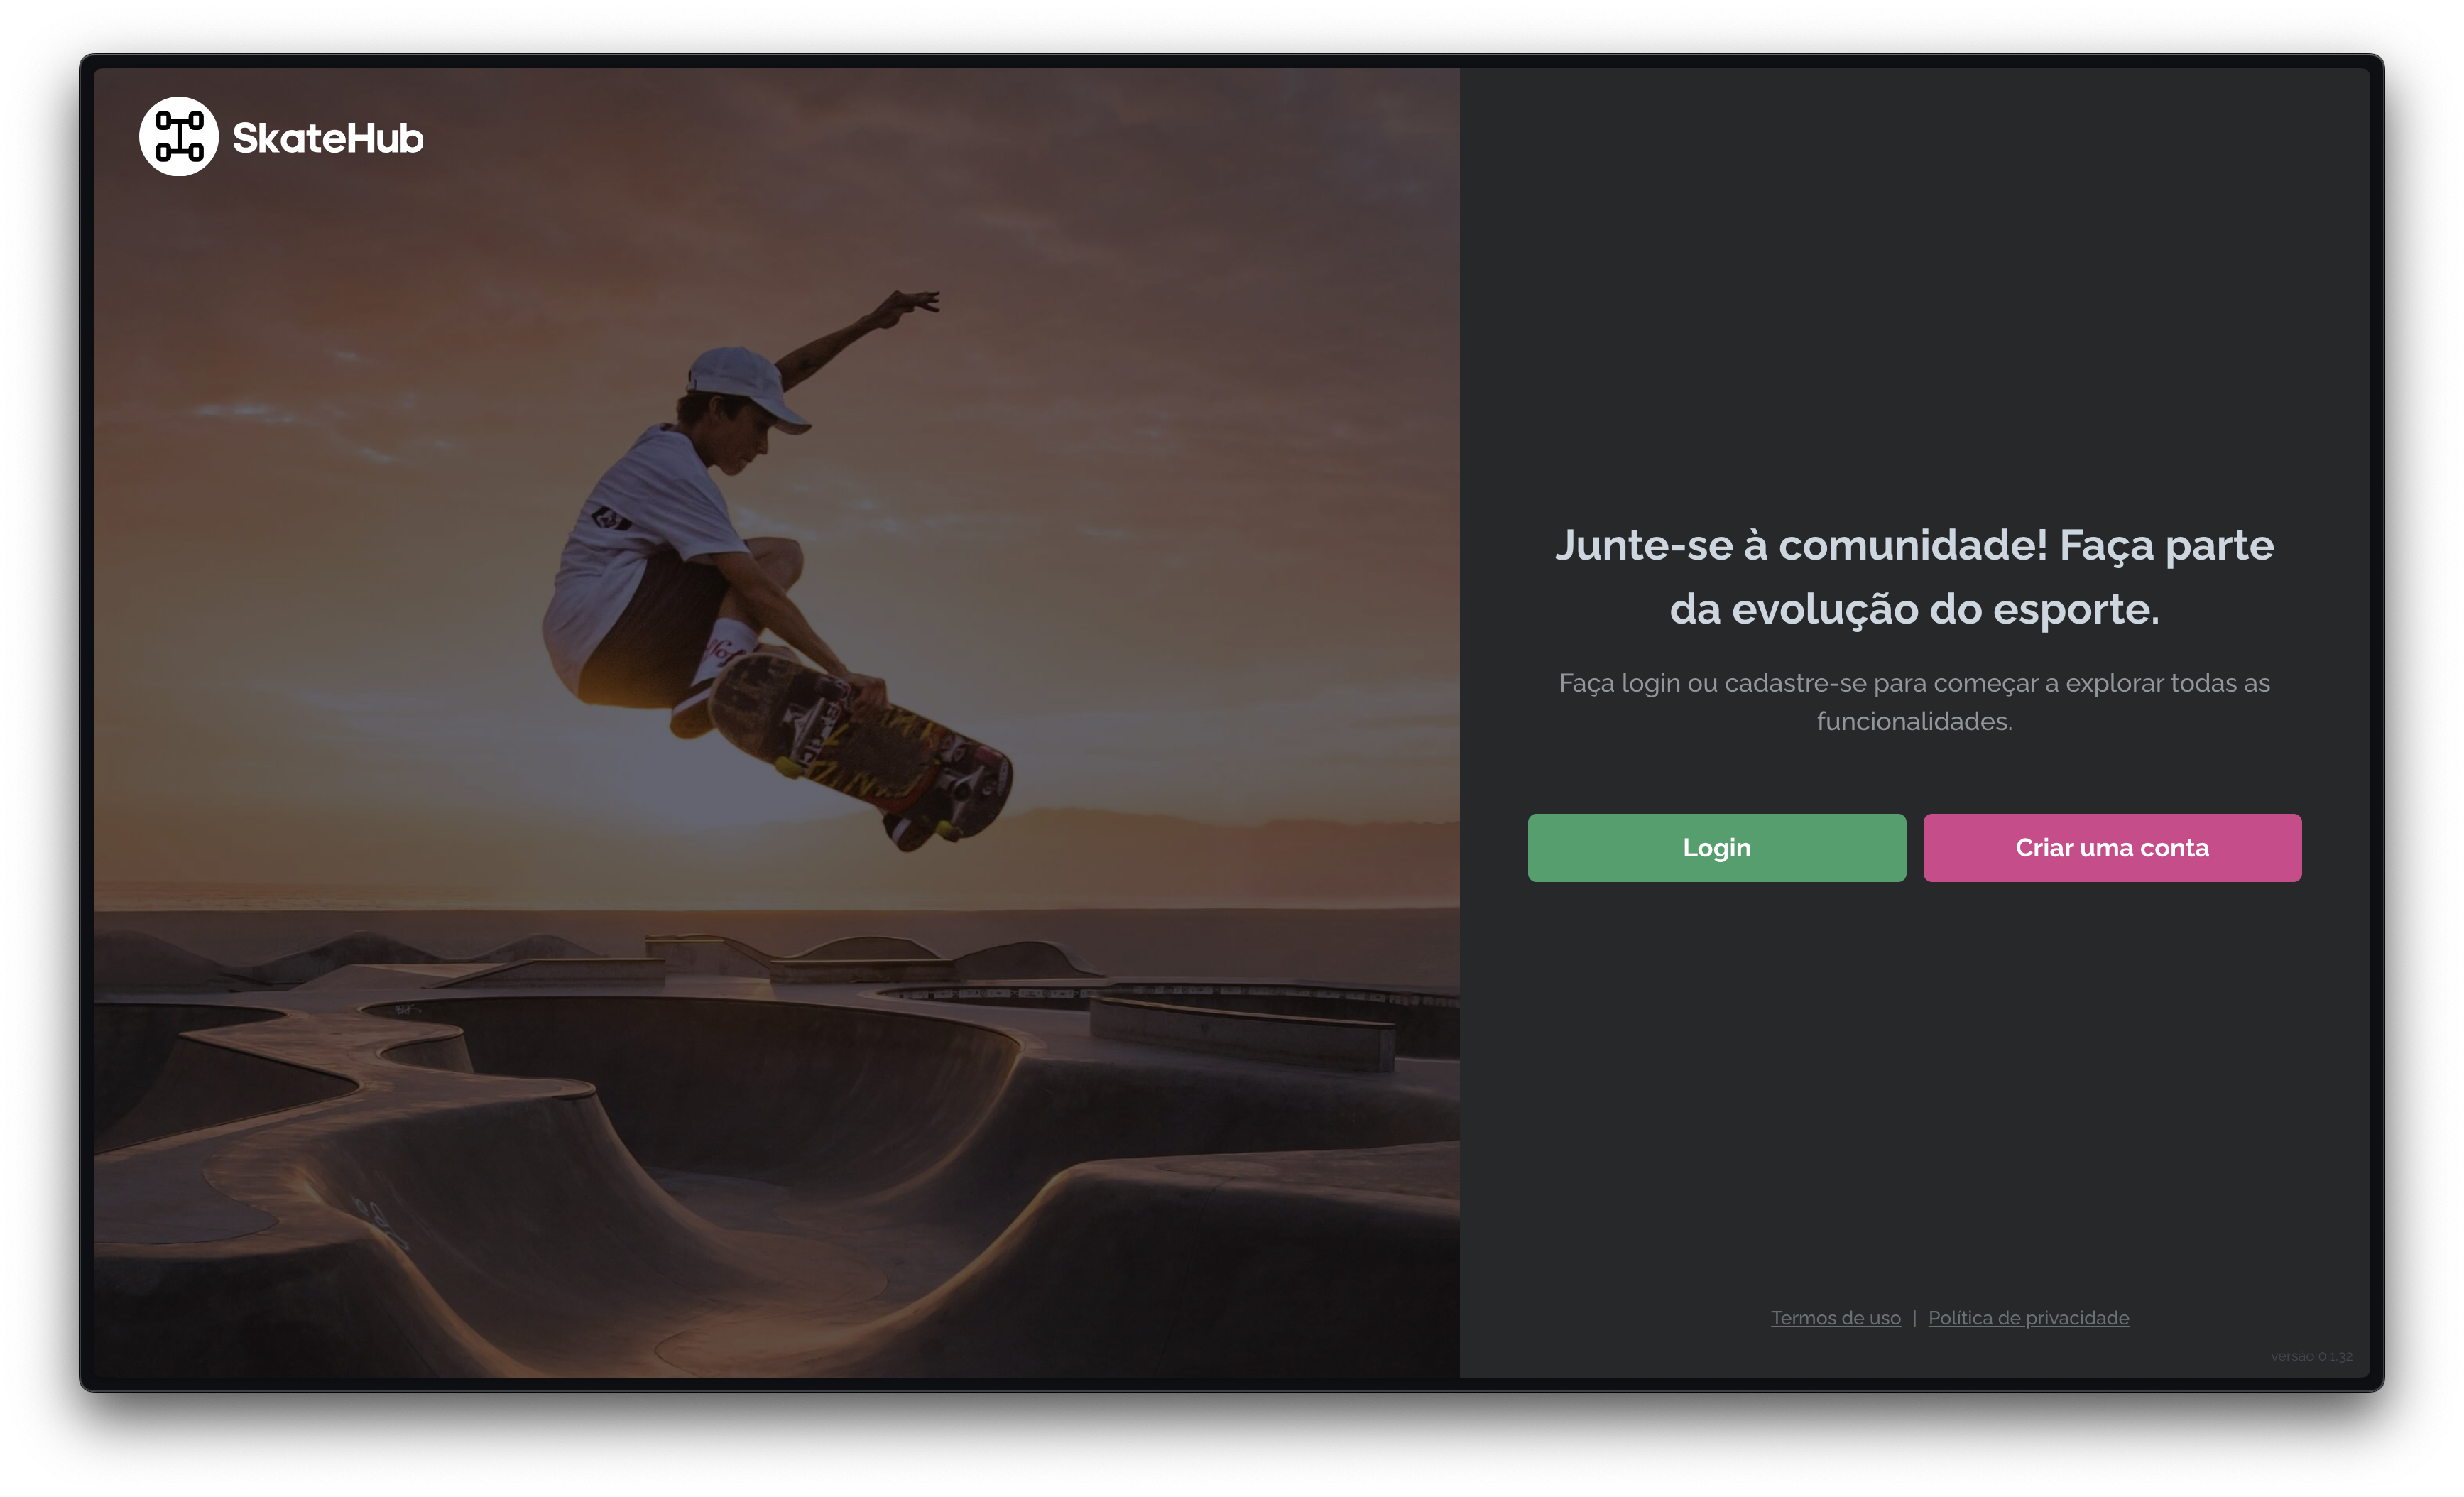 SkateHub
Junte-se à comunidade! Faça parte
da evolução do esporte.
Faça login ou cadastre-se para começar a explorar todas as
funcionalidades.
Login
Criar uma conta
Termos de uso | Política de privacidade
versão 0.1.32